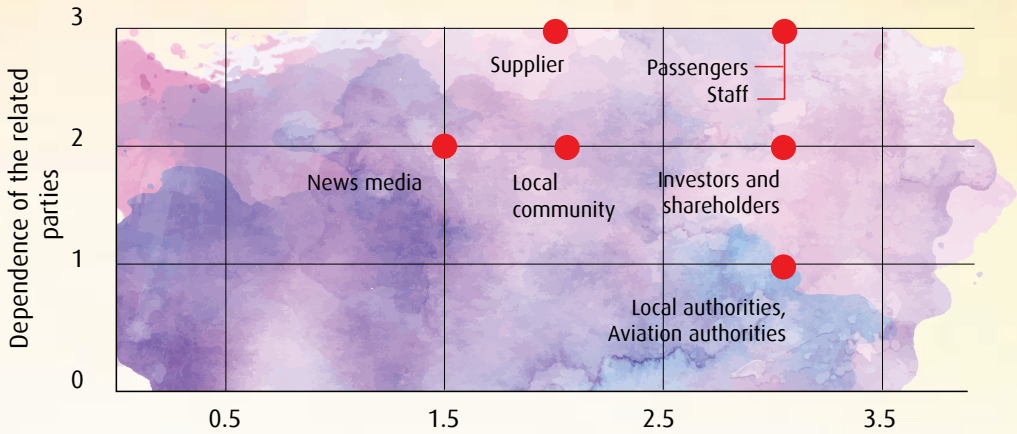 3
Supplier
Passengers
Staff
2
News media
Local
community
Investors and
shareholders
1
Local authorities,
Aviation authorities
0
0.5
1.5
2.5
3.5
Dependence of the related
parties